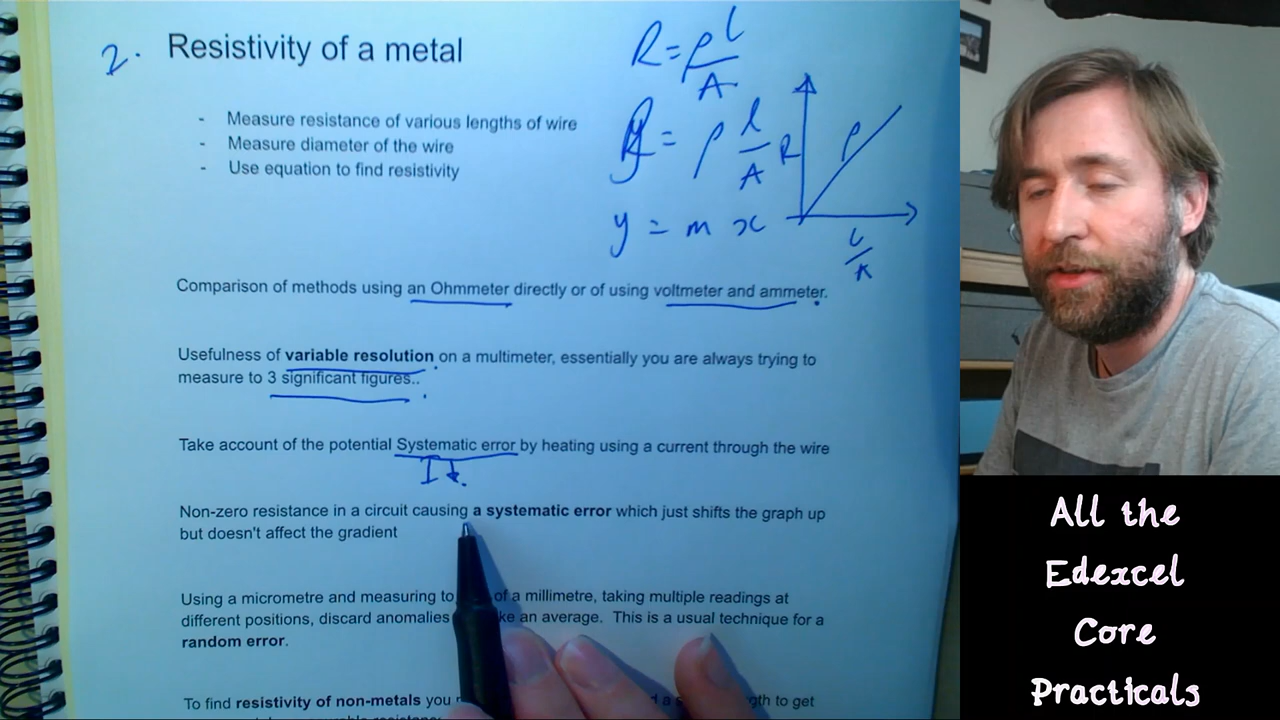 2. Resistivity of a metal
R = ρ l
A
- Measure resistance of various lengths of wire
- Measure diameter of the wire
- Use equation to find resistivity
= ρ l
A
R
ρ
y = m x
l
A
Comparison of methods using an Ohmmeter directly or of using voltmeter and ammeter.
Usefulness of variable resolution on a multimeter, essentially you are always trying to
measure to 3 significant figures..
Take account of the potential Systematic error by heating using a current through the wire
I ↓.
Non-zero resistance in a circuit causing a systematic error which just shifts the graph up
but doesn't affect the gradient
Using a micrometre and measuring to of a millimetre, taking multiple readings at
different positions, discard anomalies an average. This is a usual technique for a
random error.
To find resistivity of non-metals you to get
All the
Edexcel
Core
Practicals